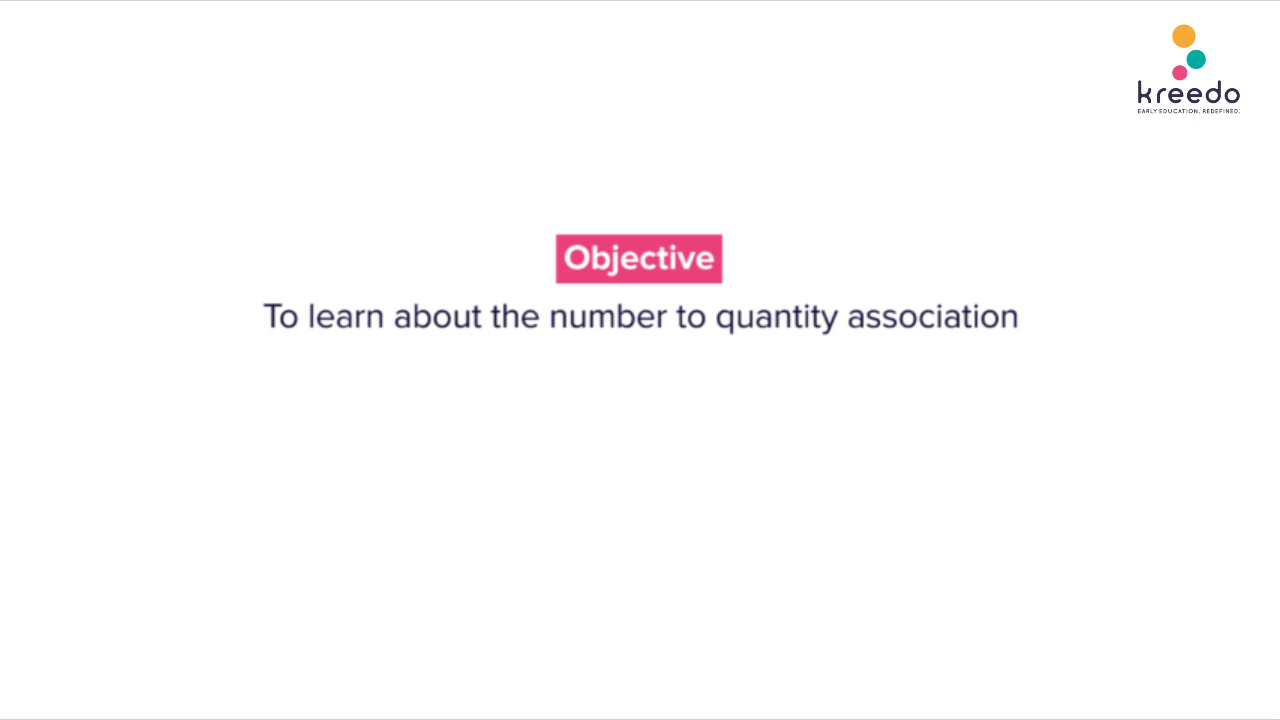 kreedo
EARLY EDUCATION. REDEFINED.
Objective
To learn about the number to quantity association